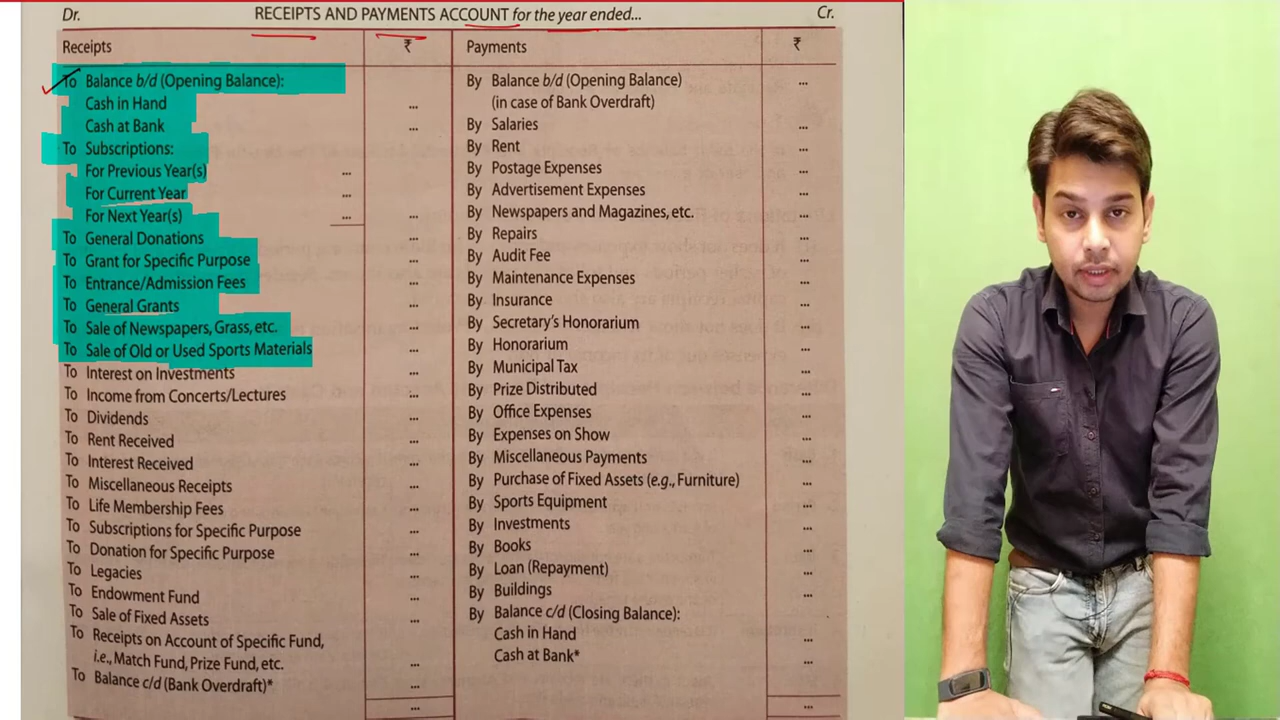 Dr. RECEIPTS AND PAYMENTS ACCOUNT for the year ended... Cr.
Receipts ₹ Payments ₹
To Balance b/d (Opening Balance):
Cash in Hand ...
Cash at Bank ...
To Subscriptions:
For Previous Year(s) ...
For Current Year ...
For Next Year(s) ... ...
To General Donations ...
To Grant for Specific Purpose ...
To Entrance/Admission Fees ...
To General Grants ...
To Sale of Newspapers, Grass, etc. ...
To Sale of Old or Used Sports Materials ...
To Interest on Investments ...
To Income from Concerts/Lectures ...
To Dividends ...
To Rent Received ...
To Interest Received ...
To Miscellaneous Receipts ...
To Life Membership Fees ...
To Subscriptions for Specific Purpose ...
To Donation for Specific Purpose ...
To Legacies ...
To Endowment Fund ...
To Sale of Fixed Assets ...
To Receipts on Account of Specific Fund,
i.e., Match Fund, Prize Fund, etc. ...
To Balance c/d (Bank Overdraft)* ...
...
By Balance b/d (Opening Balance) ...
(in case of Bank Overdraft)
By Salaries ...
By Rent ...
By Postage Expenses ...
By Advertisement Expenses ...
By Newspapers and Magazines, etc. ...
By Repairs ...
By Audit Fee ...
By Maintenance Expenses ...
By Insurance ...
By Secretary's Honorarium ...
By Honorarium ...
By Municipal Tax ...
By Prize Distributed ...
By Office Expenses ...
By Expenses on Show ...
By Miscellaneous Payments ...
By Purchase of Fixed Assets (e.g., Furniture) ...
By Sports Equipment ...
By Investments ...
By Books ...
By Loan (Repayment) ...
By Buildings ...
By Balance c/d (Closing Balance):
Cash in Hand ...
Cash at Bank* ...
...